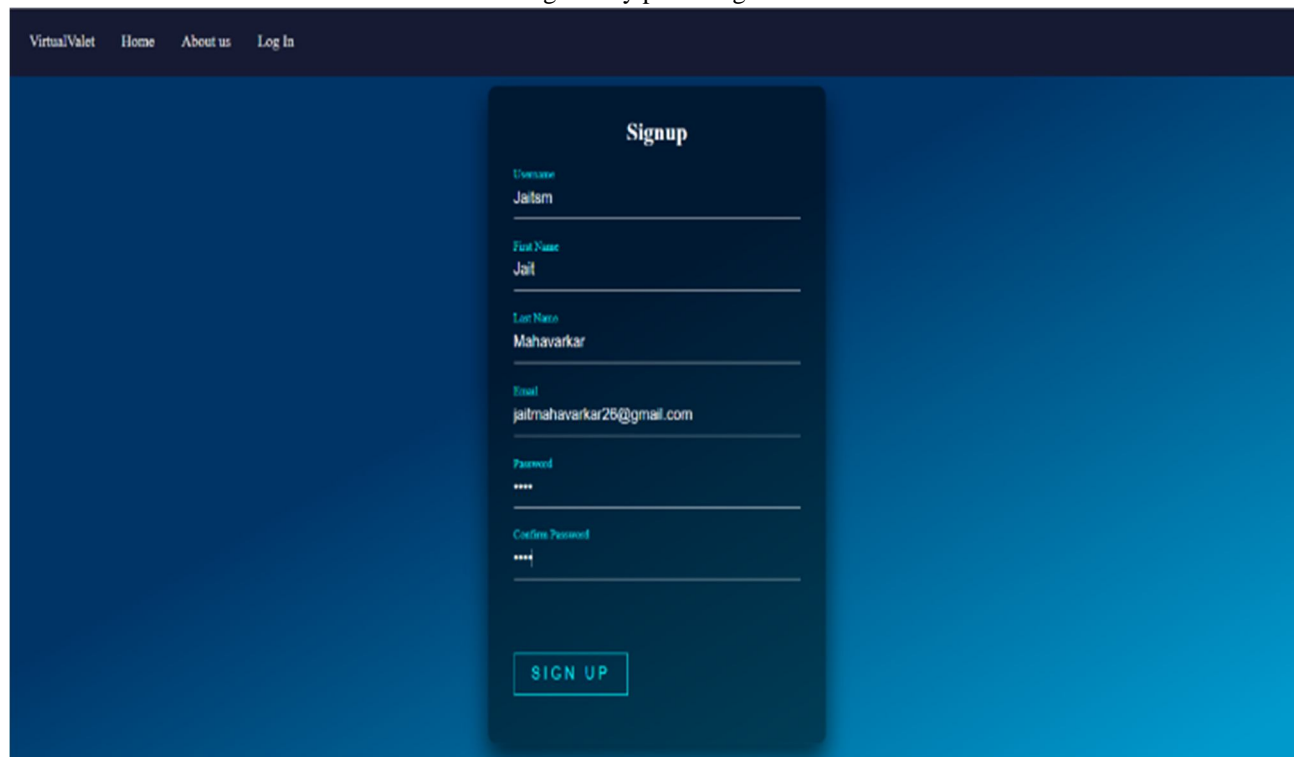 VirtualValet Home About us Log In
Signup
Username
Jaitsm
First Name
Jait
Last Name
Mahavarkar
Email
jaitmahavarkar26@gmail.com
Password
••••
Confirm Password
••••
SIGN UP